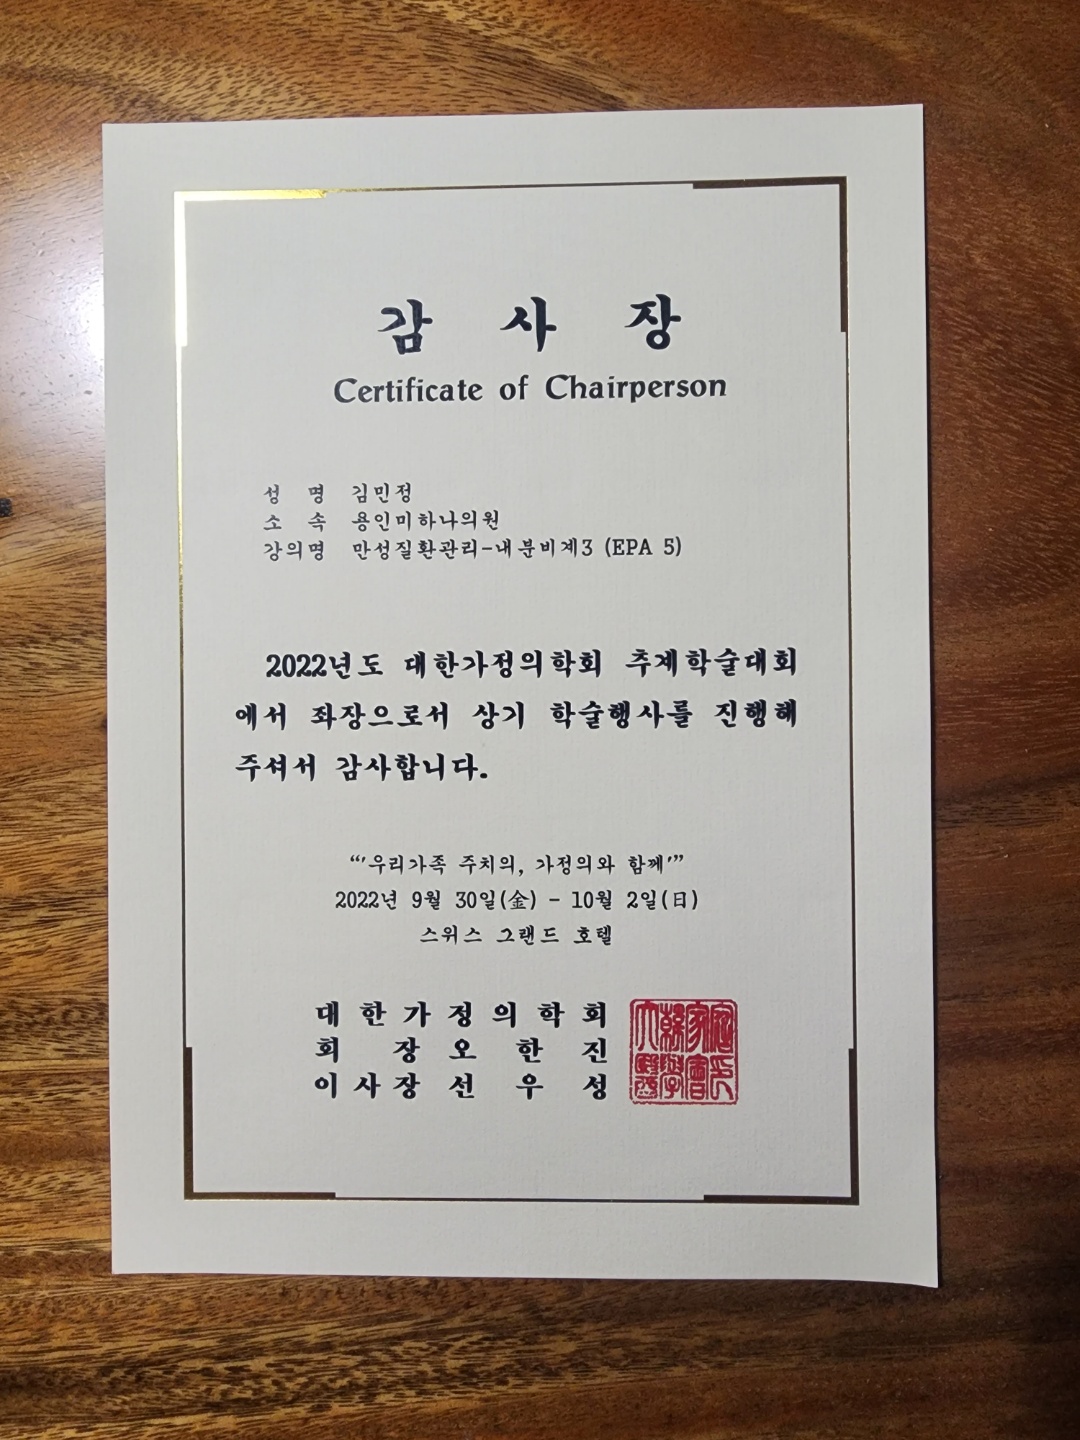 감 사 장
Certificate of Chairperson
성 명 김민정
소 속 용인미하나의원
강의명 만성질환관리-내분비계3 (EPA 5)
2022년도 대한가정의학회 추계학술대회
에서 좌장으로서 상기 학술행사를 진행해
주셔서 감사합니다.
“‘우리가족 주치의, 가정의와 함께’”
2022년 9월 30일(金) - 10월 2일(日)
스위스 그랜드 호텔
대 한 가 정 의 학 회
회 장 오 한 진
이 사 장 선 우 성